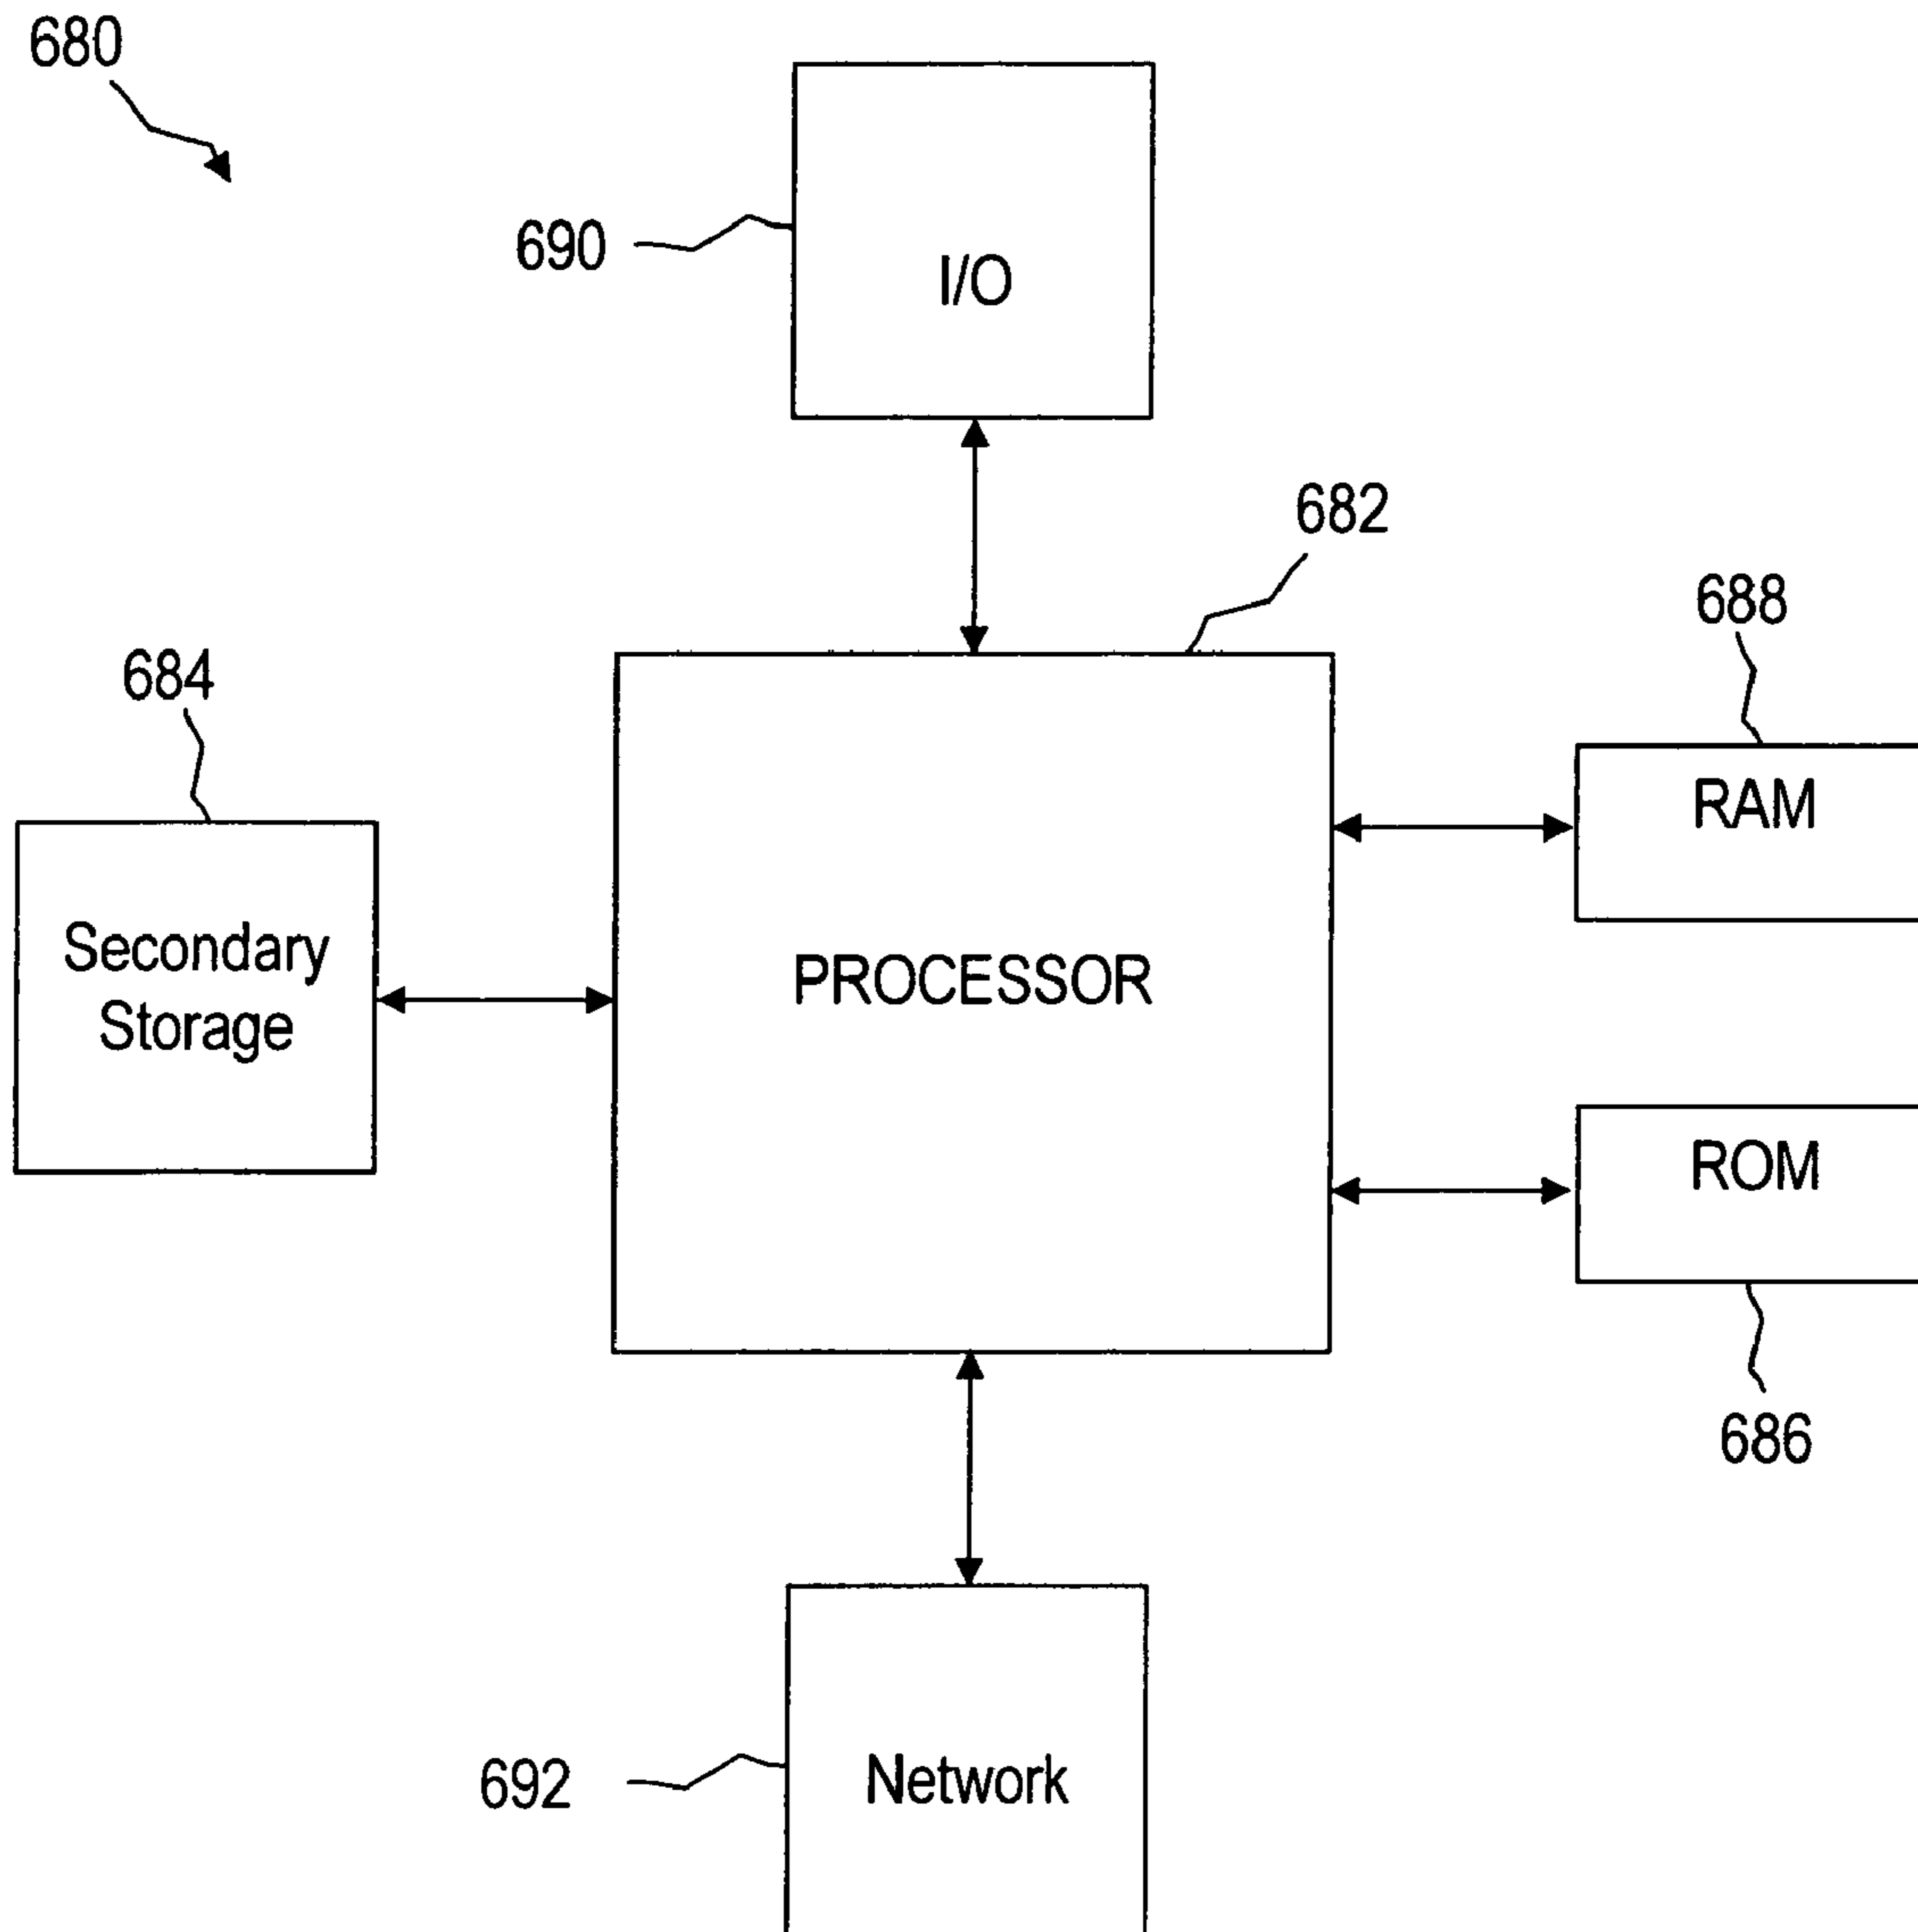 680
690
I/O
682
688
684
RAM
Secondary
Storage
PROCESSOR
ROM
686
692
Network